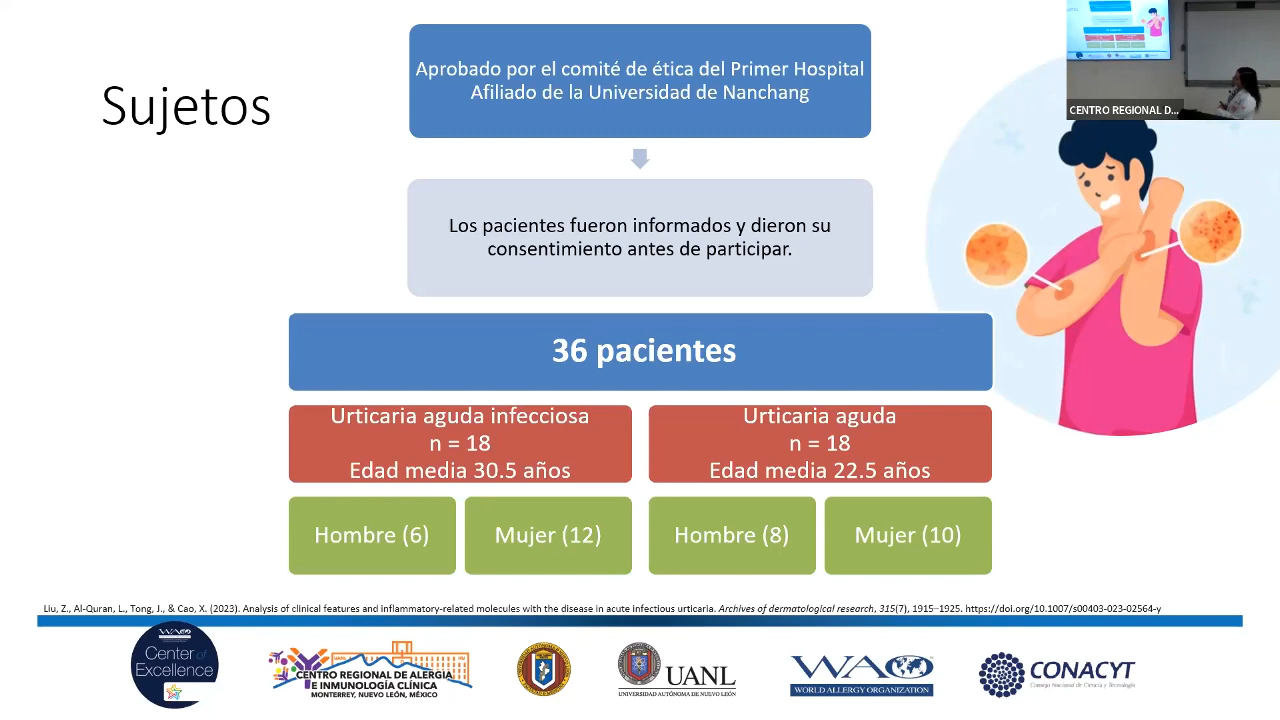 Sujetos
Aprobado por el comité de ética del Primer Hospital
Afiliado de la Universidad de Nanchang
Los pacientes fueron informados y dieron su
consentimiento antes de participar.
36 pacientes
Urticaria aguda infecciosa
n = 18
Edad media 30.5 años
Urticaria aguda
n = 18
Edad media 22.5 años
Hombre (6)
Mujer (12)
Hombre (8)
Mujer (10)
CENTRO REGIONAL D...
Liu, Z., Al-Quran, L., Tong, J., & Cao, X. (2023). Analysis of clinical features and inflammatory-related molecules with the disease in acute infectious urticaria. Archives of dermatological research, 315(7), 1915–1925. https://doi.org/10.1007/s00403-023-02564-y
WAO
Center of
Excellence
UANL
CENTRO REGIONAL DE ALERGIA
E INMUNOLOGÍA CLÍNICA
MONTERREY, NUEVO LEÓN, MÉXICO
UANL
UNIVERSIDAD AUTÓNOMA DE NUEVO LEÓN
WAO
WORLD ALLERGY ORGANIZATION
CONACYT
Consejo Nacional de Ciencia y Tecnología